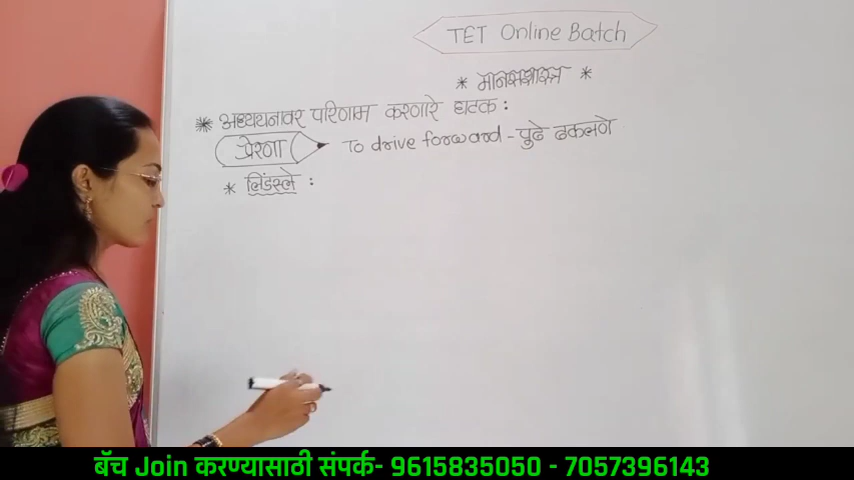 TET Online Batch
* मानसशास्त्र *
* अध्ययनावर परिणाम करणारे घटक :
प्रेरणा To drive forward - पुढे ढकलणे
* लिंडस्ले :
बॅच Join करण्यासाठी संपर्क- 9615835050 - 7057396143